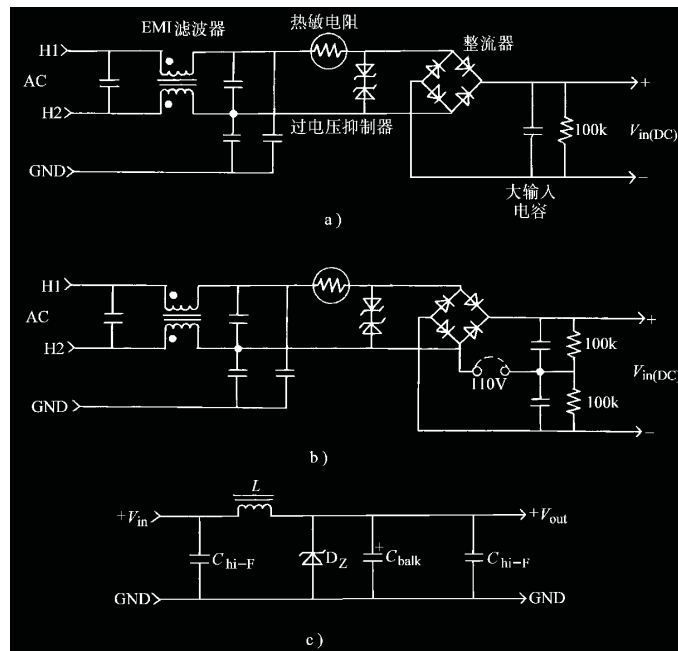 EMI滤波器
热敏电阻
整流器
H1
AC
H2
过电压抑制器
GND
+
100k
Vin(DC)
−
大输入
电容
a)
H1
AC
H2
GND
110V
+
100k
Vin(DC)
100k
−
b)
L
+Vin
+Vout
Chi−F
DZ
+
Cbalk
Chi−F
GND
GND
c)